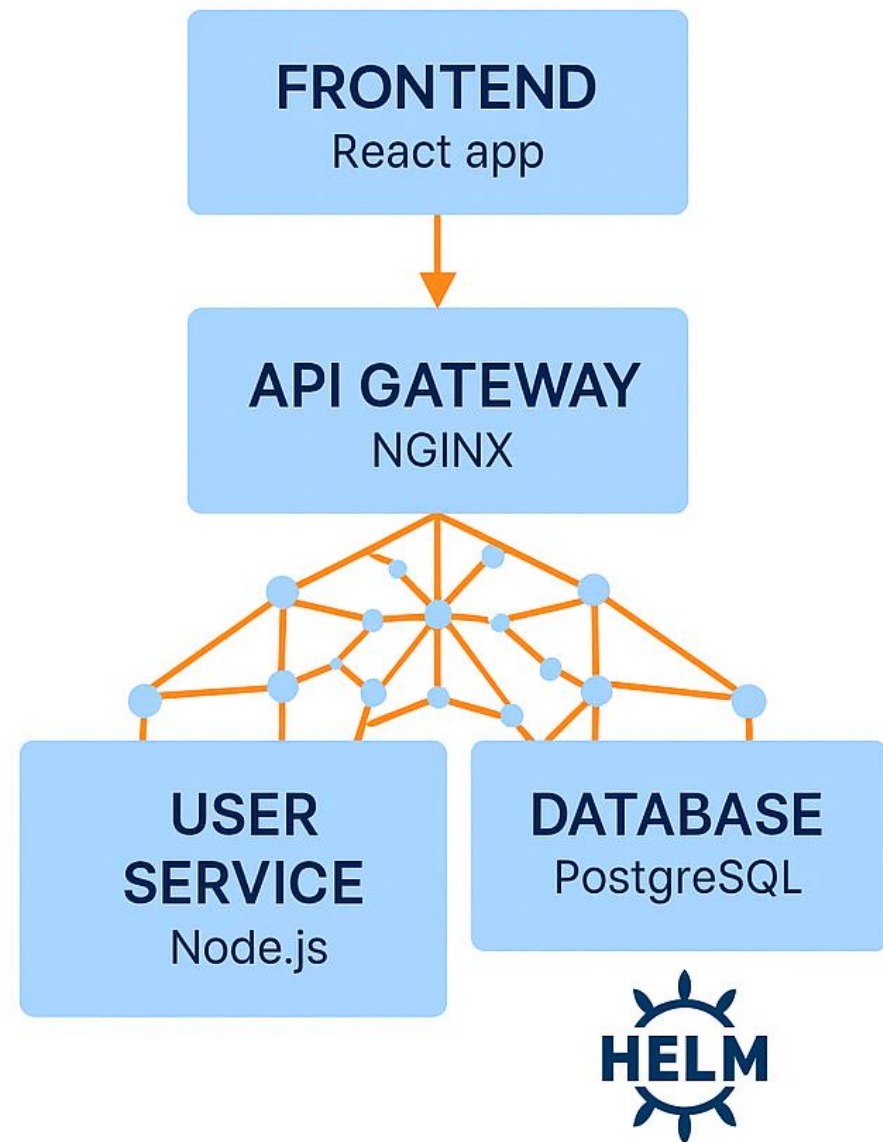 FRONTEND
React app
API GATEWAY
NGINX
USER
SERVICE
Node.js
DATABASE
PostgreSQL
HELM